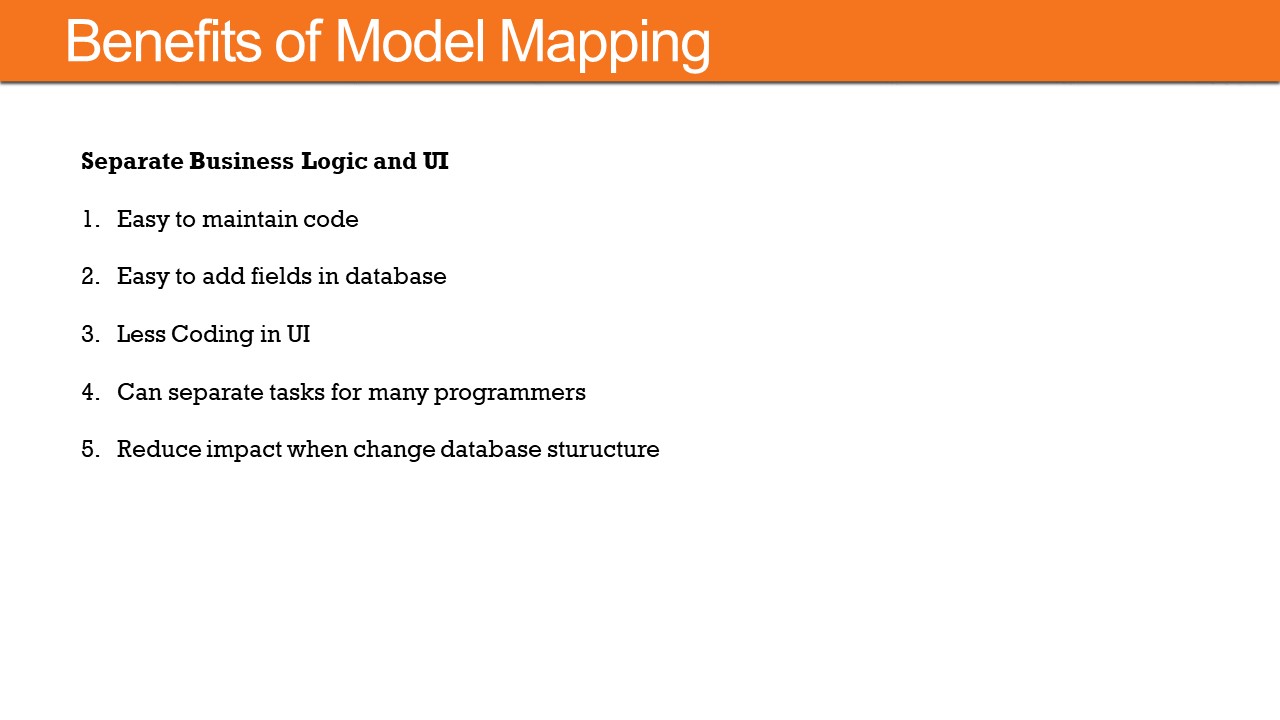 Benefits of Model Mapping
Separate Business Logic and UI
1. Easy to maintain code
2. Easy to add fields in database
3. Less Coding in UI
4. Can separate tasks for many programmers
5. Reduce impact when change database sturucture